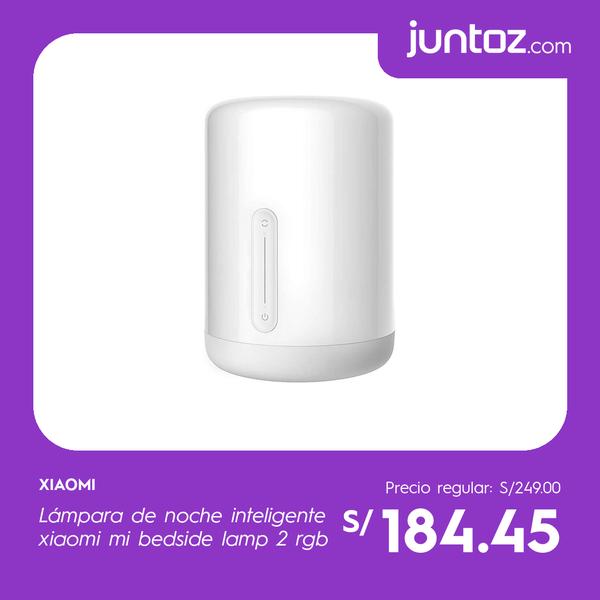 juntoz.com
XIAOMI
Lámpara de noche inteligente
xiaomi mi bedside lamp 2 rgb
Precio regular: S/249.00
S/184.45